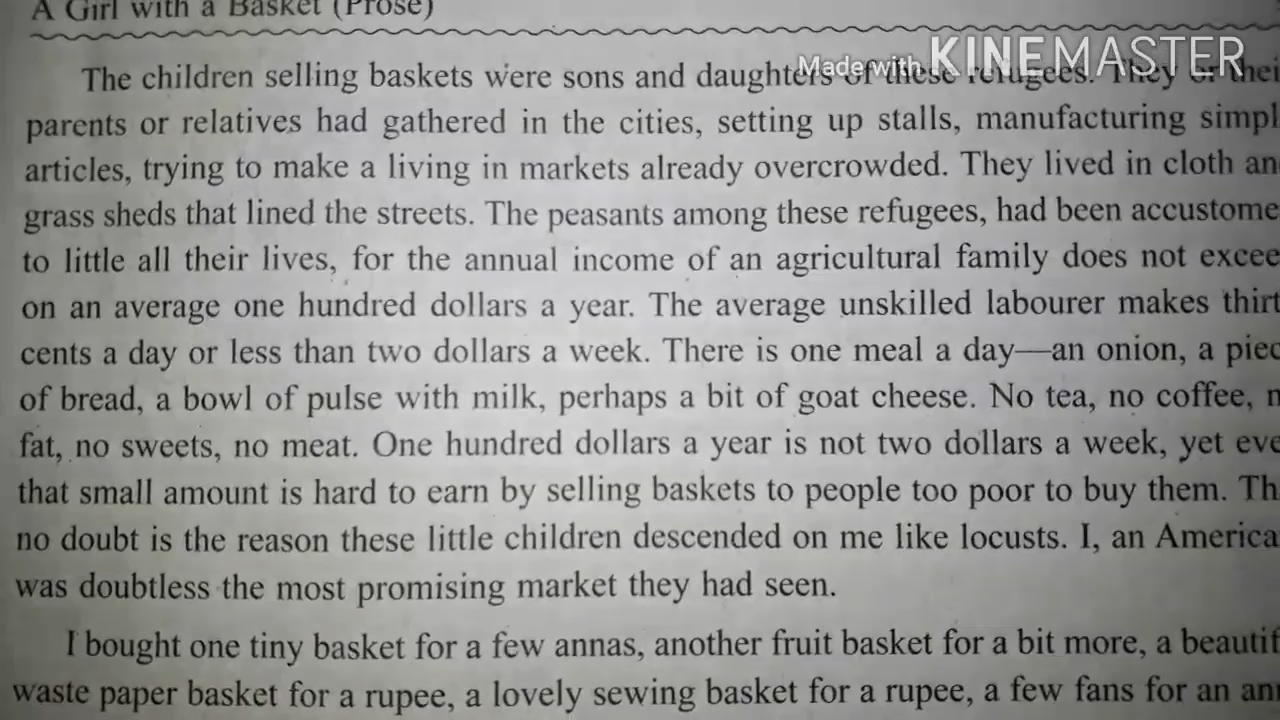 A Girl with a Basket (Prose)
Made with KINEMASTER
The children selling baskets were sons and daughters of these refugees. They or thei
parents or relatives had gathered in the cities, setting up stalls, manufacturing simpl
articles, trying to make a living in markets already overcrowded. They lived in cloth an
grass sheds that lined the streets. The peasants among these refugees, had been accustome
to little all their lives, for the annual income of an agricultural family does not excee
on an average one hundred dollars a year. The average unskilled labourer makes thirt
cents a day or less than two dollars a week. There is one meal a day—an onion, a piec
of bread, a bowl of pulse with milk, perhaps a bit of goat cheese. No tea, no coffee, n
fat, no sweets, no meat. One hundred dollars a year is not two dollars a week, yet eve
that small amount is hard to earn by selling baskets to people too poor to buy them. Th
no doubt is the reason these little children descended on me like locusts. I, an America
was doubtless the most promising market they had seen.
I bought one tiny basket for a few annas, another fruit basket for a bit more, a beautif
waste paper basket for a rupee, a lovely sewing basket for a rupee, a few fans for an ann